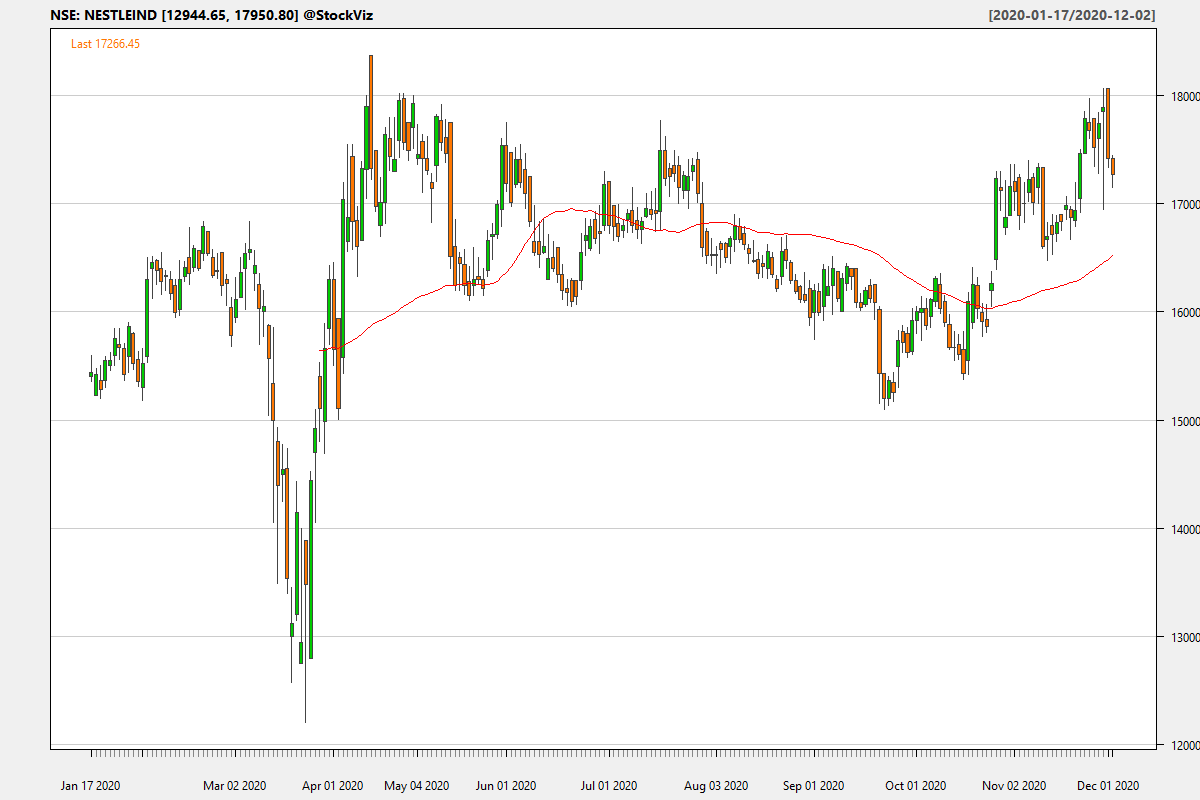 NSE: NESTLEIND [12944.65, 17950.80] @StockViz [2020-01-17/2020-12-02]
Last 17266.45
18000
17000
16000
15000
14000
13000
12000
Jan 17 2020 Mar 02 2020 Apr 01 2020 May 04 2020 Jun 01 2020 Jul 01 2020 Aug 03 2020 Sep 01 2020 Oct 01 2020 Nov 02 2020 Dec 01 2020